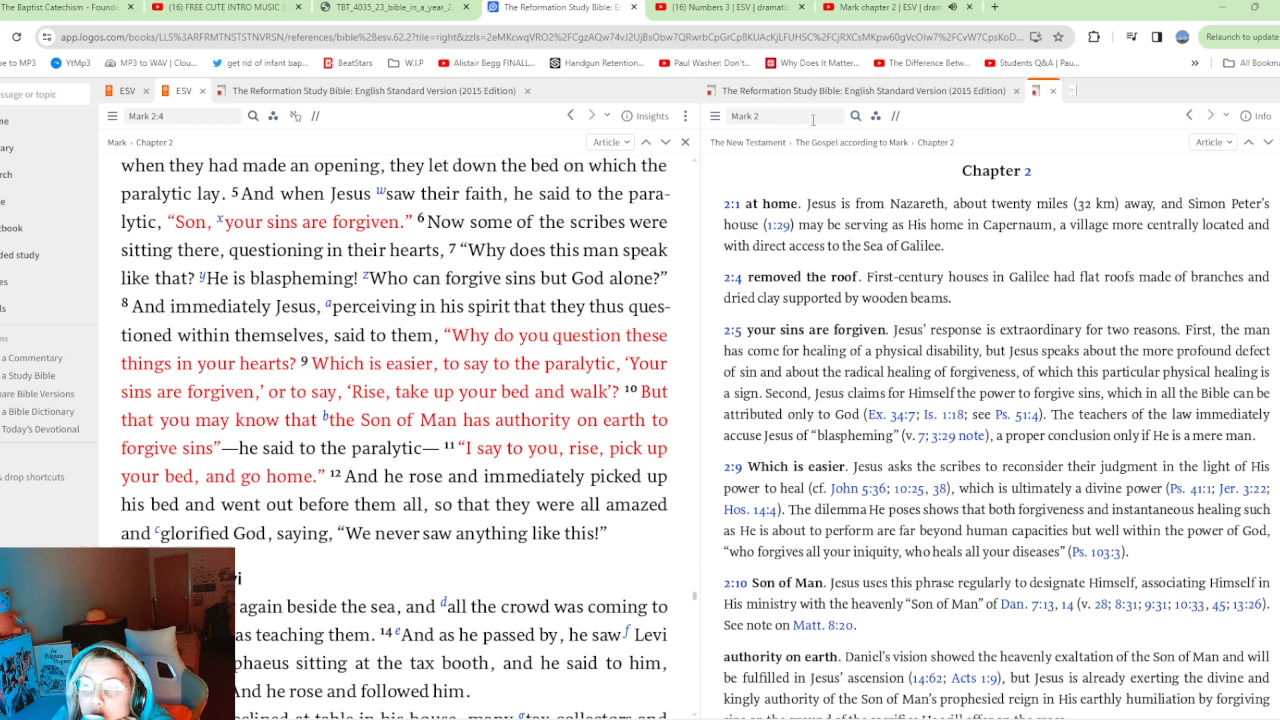 The Baptist Catechism - Founde
(16) FREE CUTE INTRO MUSIC (
TBT_4035_23_bible_in_a_year_2
The Reformation Study Bible: En
(16) Numbers 3 | ESV | dramati
Mark chapter 2 | ESV | dram
app.logos.com/books/LLS%3ARFRMTNSTSTNVRSN/references/bible%2Besv.62.2?tile=right&zzls=
Relaunch to update
be to MP3
YtMp3
MP3 to WAV | Clou...
get rid of infant bap...
BeatStars
W.I.P
Alistair Begg FINALL...
Handgun Retention...
Paul Washer: Don't...
Why Does It Matter...
The Difference Betw...
Students Q&A | Pau...
»
All Bookma
ssage or topic
ESV
ESV
The Reformation Study Bible: English Standard Version (2015 Edition)
The Reformation Study Bible: English Standard Version (2015 Edition)
Mark 2:4
Insights
Mark 2
Info
Mark › Chapter 2
Article
The New Testament › The Gospel according to Mark › Chapter 2
Article
me
rary
rch
e
tbook
ded study
es
ls
ns
a Commentary
a Study Bible
pare Bible Versions
a Bible Dictionary
Today's Devotional
& drop shortcuts
when they had made an opening, they let down the bed on which the
paralytic lay. 5 And when Jesus w saw their faith, he said to the para-
lytic, “Son, x your sins are forgiven.” 6 Now some of the scribes were
sitting there, questioning in their hearts, 7 “Why does this man speak
like that? y He is blaspheming! z Who can forgive sins but God alone?”
8 And immediately Jesus, a perceiving in his spirit that they thus ques-
tioned within themselves, said to them, “Why do you question these
things in your hearts? 9 Which is easier, to say to the paralytic, ‘Your
sins are forgiven,’ or to say, ‘Rise, take up your bed and walk’? 10 But
that you may know that b the Son of Man has authority on earth to
forgive sins”—he said to the paralytic— 11 “I say to you, rise, pick up
your bed, and go home.” 12 And he rose and immediately picked up
his bed and went out before them all, so that they were all amazed
and c glorified God, saying, “We never saw anything like this!”
vi
again beside the sea, and d all the crowd was coming to
as teaching them. 14 e And as he passed by, he saw f Levi
phaeus sitting at the tax booth, and he said to him,
And he rose and followed him.
clined at table in his house, many g tax collectors and
Chapter 2
2:1 at home. Jesus is from Nazareth, about twenty miles (32 km) away, and Simon Peter's
house (1:29) may be serving as His home in Capernaum, a village more centrally located and
with direct access to the Sea of Galilee.
2:4 removed the roof. First-century houses in Galilee had flat roofs made of branches and
dried clay supported by wooden beams.
2:5 your sins are forgiven. Jesus' response is extraordinary for two reasons. First, the man
has come for healing of a physical disability, but Jesus speaks about the more profound defect
of sin and about the radical healing of forgiveness, of which this particular physical healing is
a sign. Second, Jesus claims for Himself the power to forgive sins, which in all the Bible can be
attributed only to God (Ex. 34:7; Is. 1:18; see Ps. 51:4). The teachers of the law immediately
accuse Jesus of “blaspheming” (v. 7; 3:29 note), a proper conclusion only if He is a mere man.
2:9 Which is easier. Jesus asks the scribes to reconsider their judgment in the light of His
power to heal (cf. John 5:36; 10:25, 38), which is ultimately a divine power (Ps. 41:1; Jer. 3:22;
Hos. 14:4). The dilemma He poses shows that both forgiveness and instantaneous healing such
as He is about to perform are far beyond human capacities but well within the power of God,
“who forgives all your iniquity, who heals all your diseases” (Ps. 103:3).
2:10 Son of Man. Jesus uses this phrase regularly to designate Himself, associating Himself in
His ministry with the heavenly “Son of Man” of Dan. 7:13, 14 (v. 28; 8:31; 9:31; 10:33, 45; 13:26).
See note on Matt. 8:20.
authority on earth. Daniel's vision showed the heavenly exaltation of the Son of Man and will
be fulfilled in Jesus' ascension (14:62; Acts 1:9), but Jesus is already exerting the divine and
kingly authority of the Son of Man's prophesied reign in His earthly humiliation by forgiving